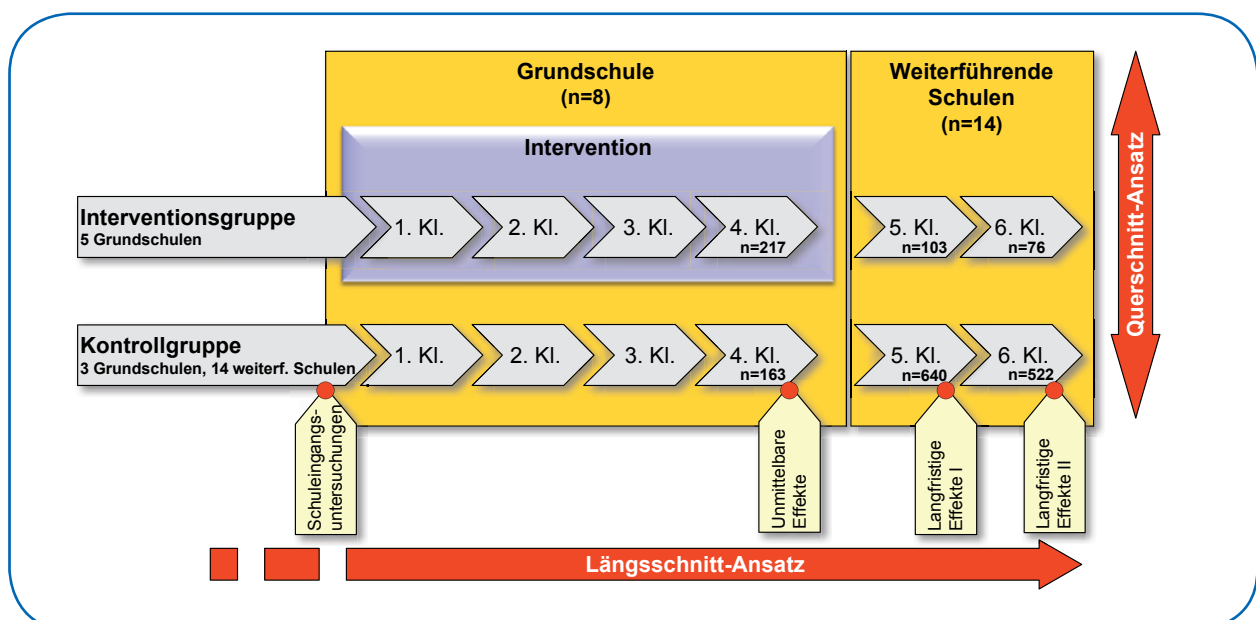 Grundschule
(n=8)
Weiterführende
Schulen
(n=14)
Intervention
Interventionsgruppe
5 Grundschulen
1. Kl.
2. Kl.
3. Kl.
4. Kl.
n=217
5. Kl.
n=103
6. Kl.
n=76
Kontrollgruppe
3 Grundschulen, 14 weiterf. Schulen
1. Kl.
2. Kl.
3. Kl.
4. Kl.
n=163
5. Kl.
n=640
6. Kl.
n=522
Querschnitt-Ansatz
Schuleingangs-
untersuchungen
Unmittelbare
Effekte
Langfristige
Effekte I
Langfristige
Effekte II
Längsschnitt-Ansatz